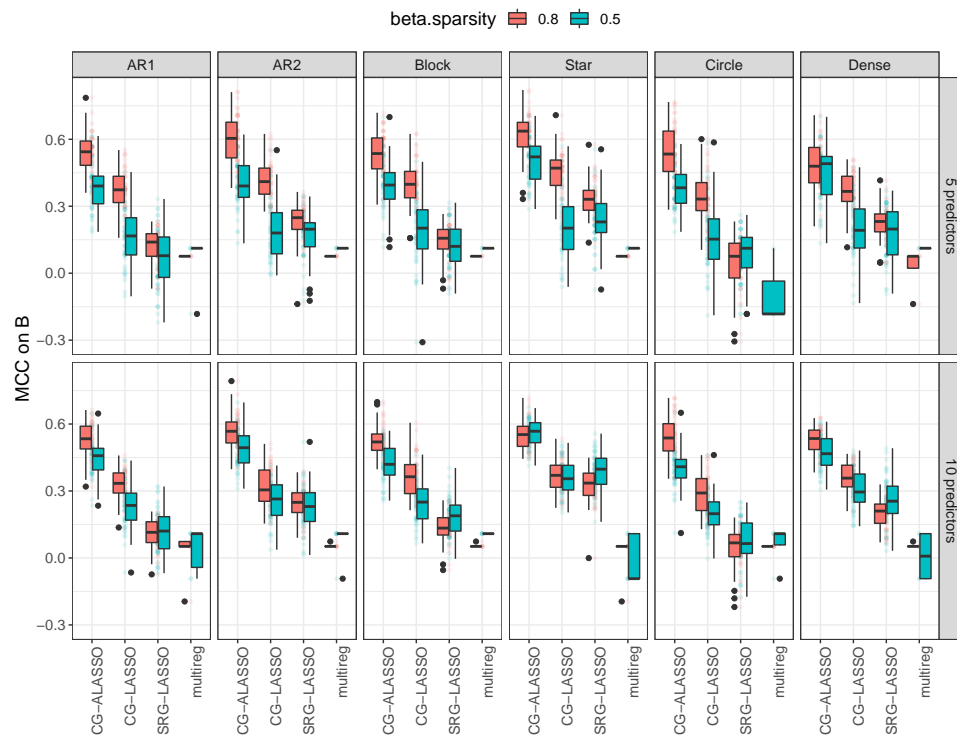 beta.sparsity 0.8 0.5
AR1 AR2 Block Star Circle Dense
MCC on B
0.6
0.3
0.0
−0.3
5 predictors
0.6
0.3
0.0
−0.3
10 predictors
CG−ALASSO CG−LASSO SRG−LASSO multireg CG−ALASSO CG−LASSO SRG−LASSO multireg CG−ALASSO CG−LASSO SRG−LASSO multireg CG−ALASSO CG−LASSO SRG−LASSO multireg CG−ALASSO CG−LASSO SRG−LASSO multireg CG−ALASSO CG−LASSO SRG−LASSO multireg